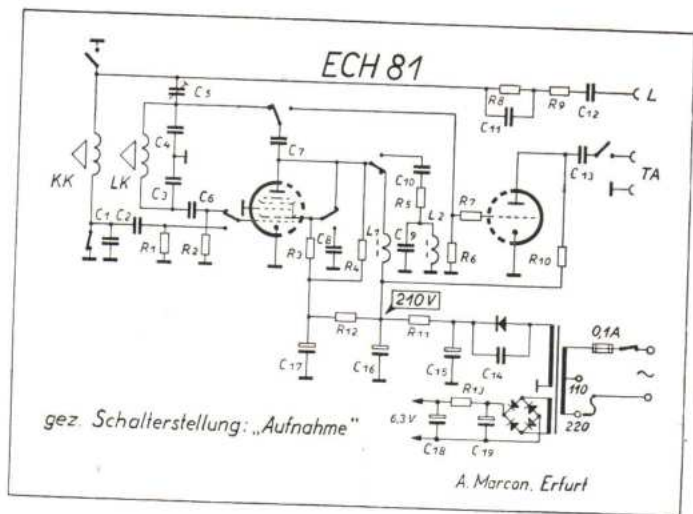 ECH 81
C5
R8
R9
L
C11
C12
C4
C7
C13
TA
KK
LK
C3
C6
C10
R5
R7
C1
C2
R1
R2
R3
C8
R4
L1
C9
L2
R6
R10
210V
R12
R11
0,1A
C17
C16
C15
C14
110
~
R13
220
6,3V
C18
C19
gez. Schalterstellung: „Aufnahme"
A. Marcon, Erfurt